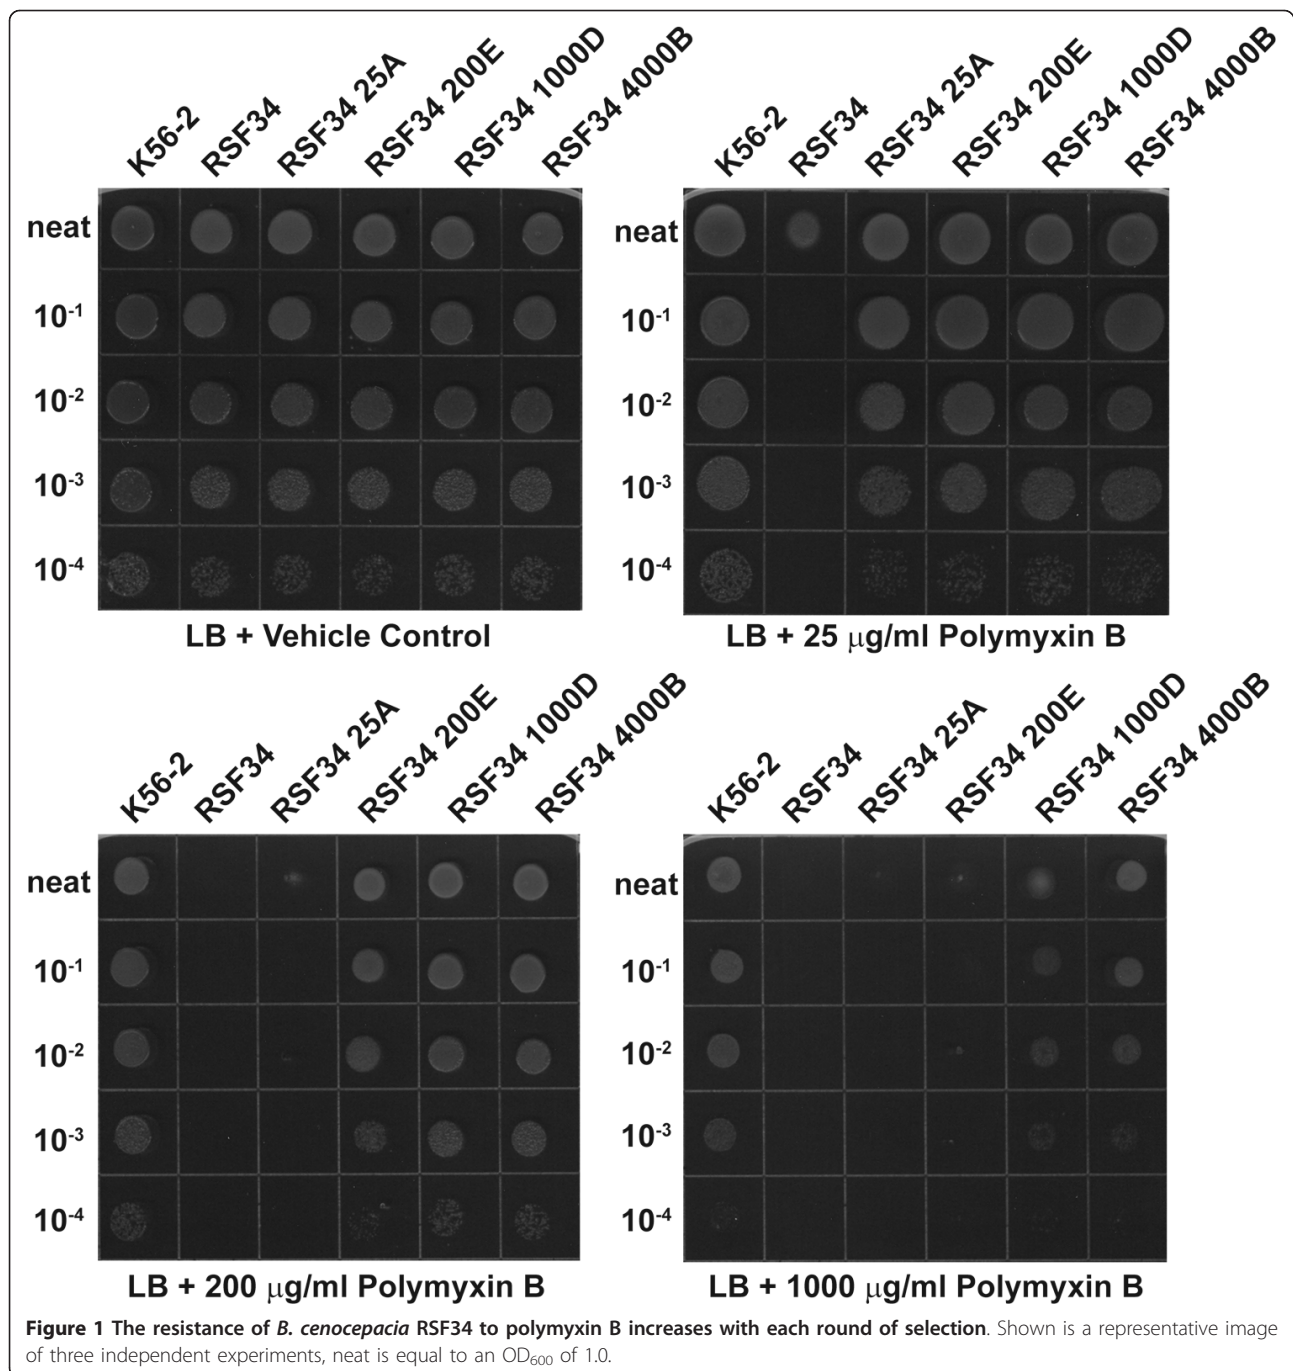 K56-2 RSF34 RSF34 25A RSF34 200E RSF34 1000D RSF34 4000B
neat
10⁻¹
10⁻²
10⁻³
10⁻⁴
LB + Vehicle Control
K56-2 RSF34 RSF34 25A RSF34 200E RSF34 1000D RSF34 4000B
neat
10⁻¹
10⁻²
10⁻³
10⁻⁴
LB + 25 μg/ml Polymyxin B
K56-2 RSF34 RSF34 25A RSF34 200E RSF34 1000D RSF34 4000B
neat
10⁻¹
10⁻²
10⁻³
10⁻⁴
LB + 200 μg/ml Polymyxin B
K56-2 RSF34 RSF34 25A RSF34 200E RSF34 1000D RSF34 4000B
neat
10⁻¹
10⁻²
10⁻³
10⁻⁴
LB + 1000 μg/ml Polymyxin B
Figure 1 The resistance of B. cenocepacia RSF34 to polymyxin B increases with each round of selection. Shown is a representative image
of three independent experiments, neat is equal to an OD₆₀₀ of 1.0.